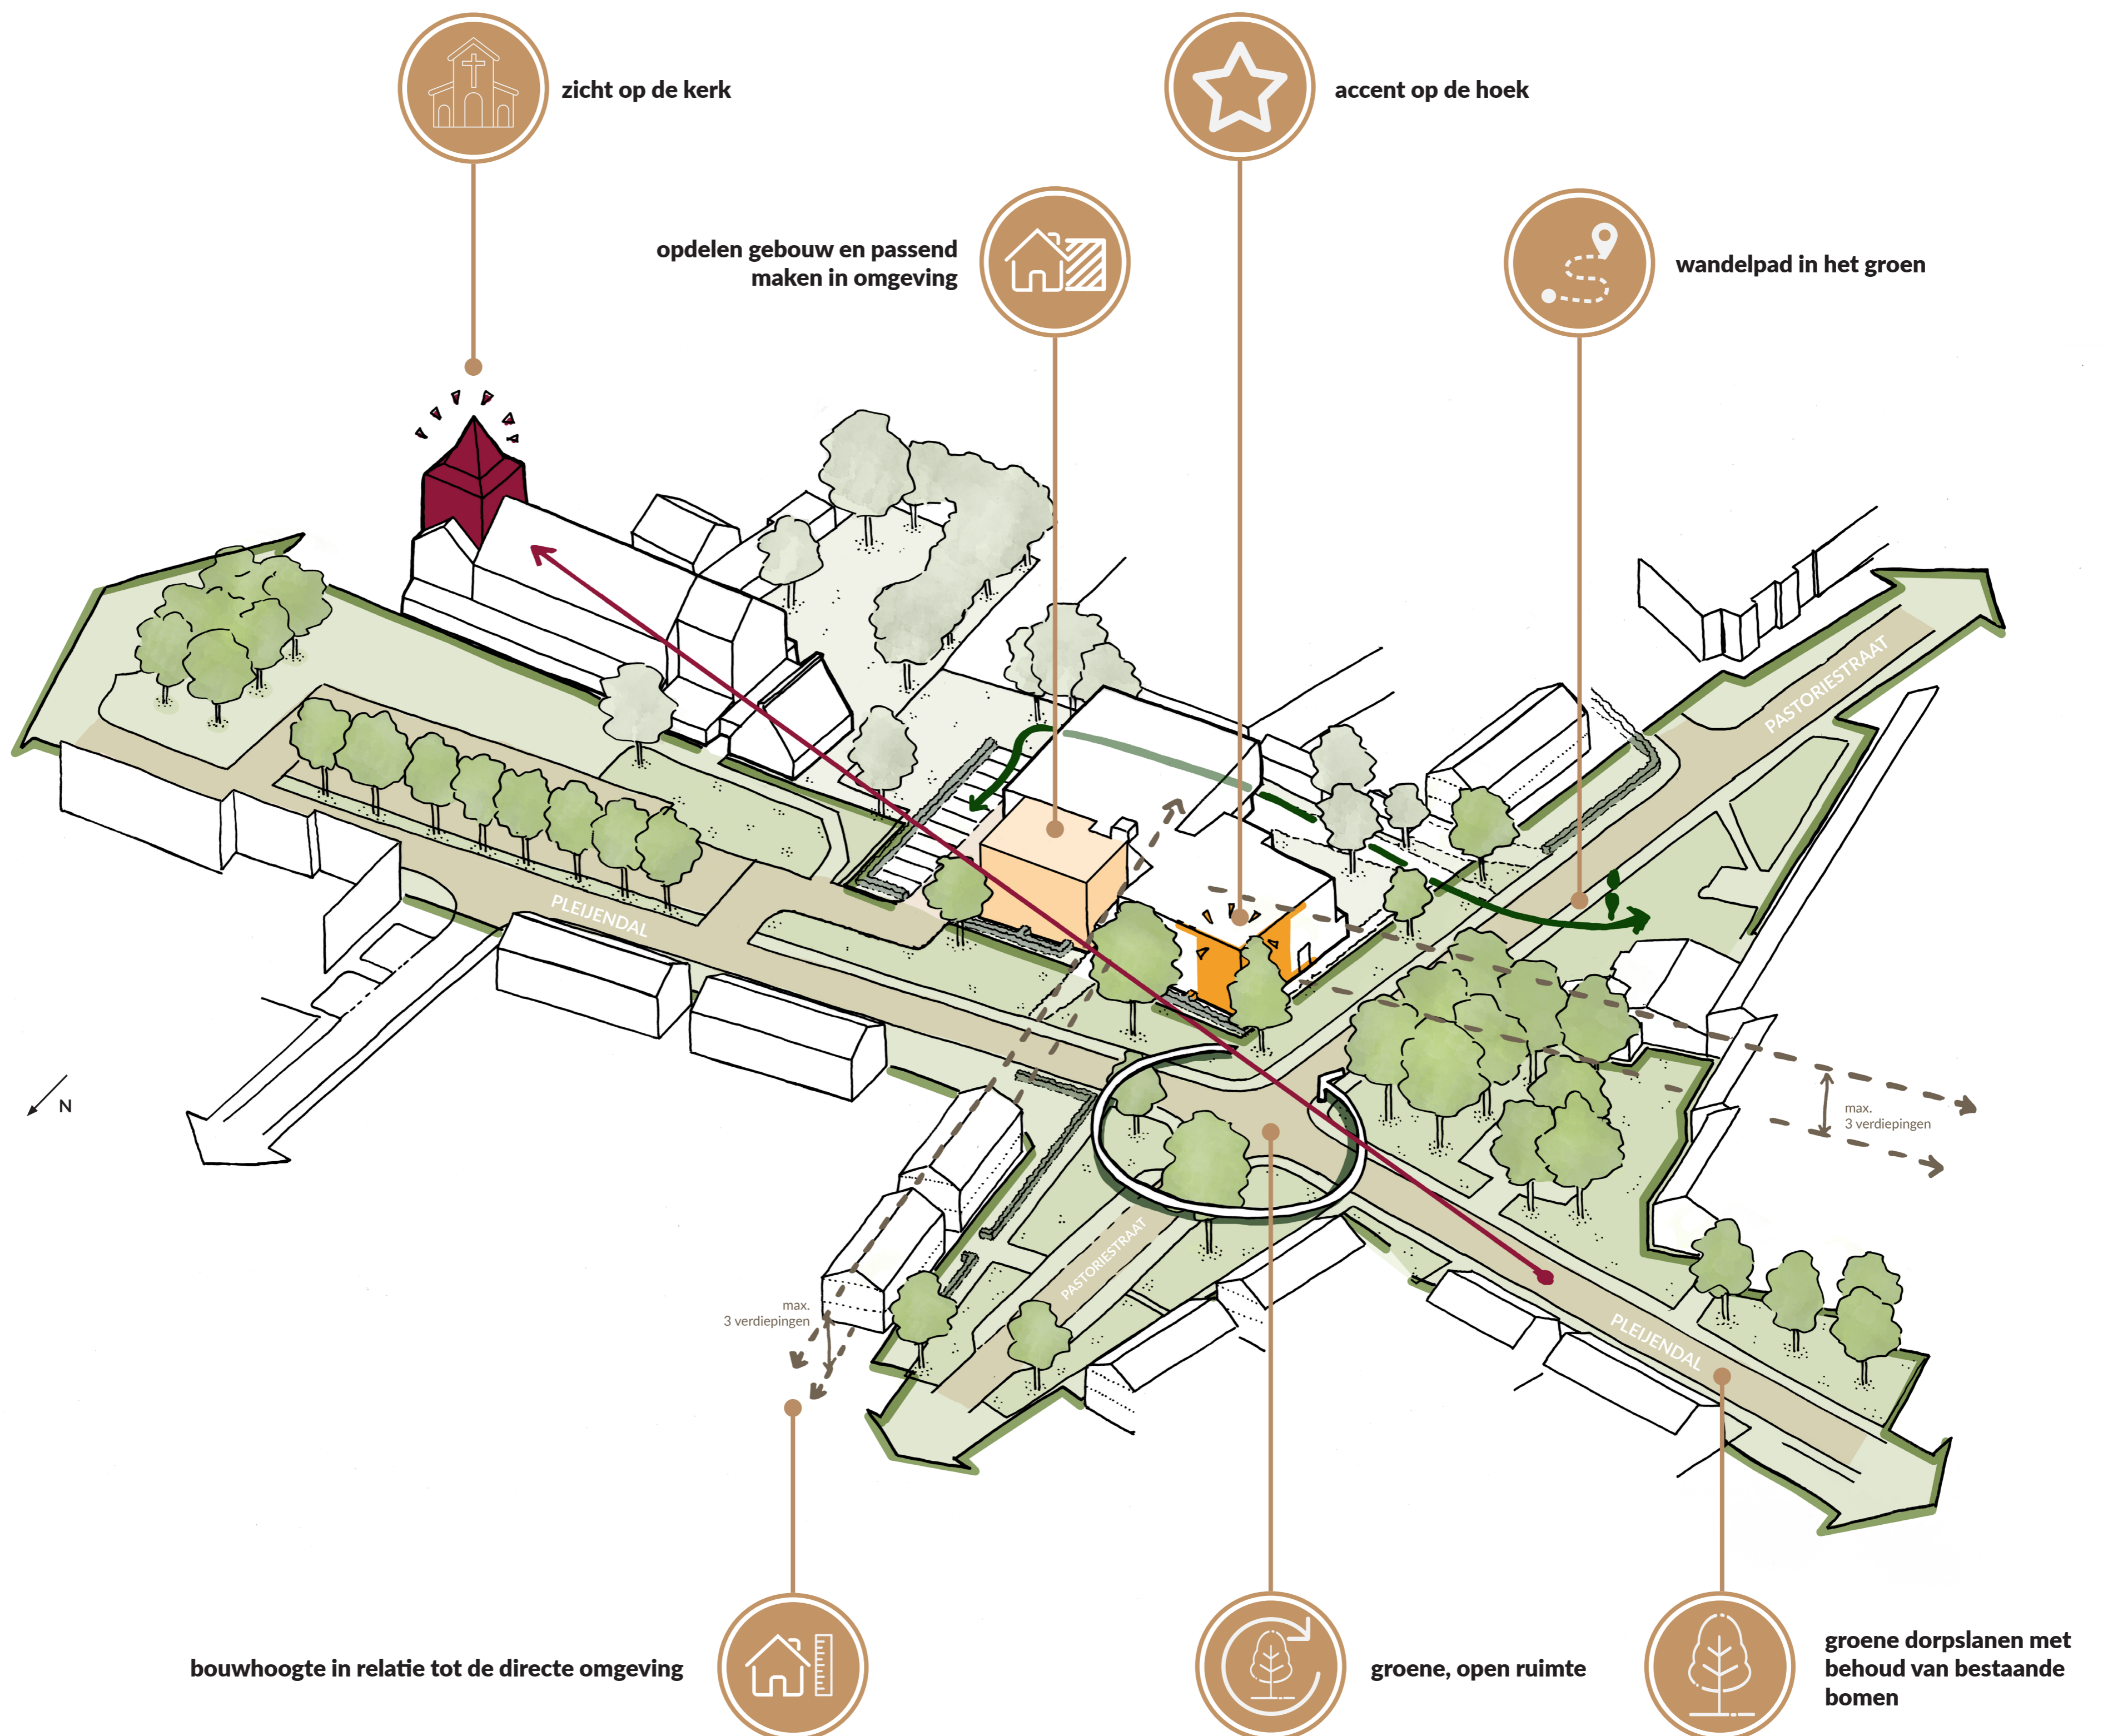 zicht op de kerk
accent op de hoek
opdelen gebouw en passend
maken in omgeving
wandelpad in het groen
PASTORIESTRAAT
PLEIJENDAL
N
max.
3 verdiepingen
PASTORIESTRAAT
max.
3 verdiepingen
PLEIJENDAL
bouwhoogte in relatie tot de directe omgeving
groene, open ruimte
groene dorpslanen met
behoud van bestaande
bomen